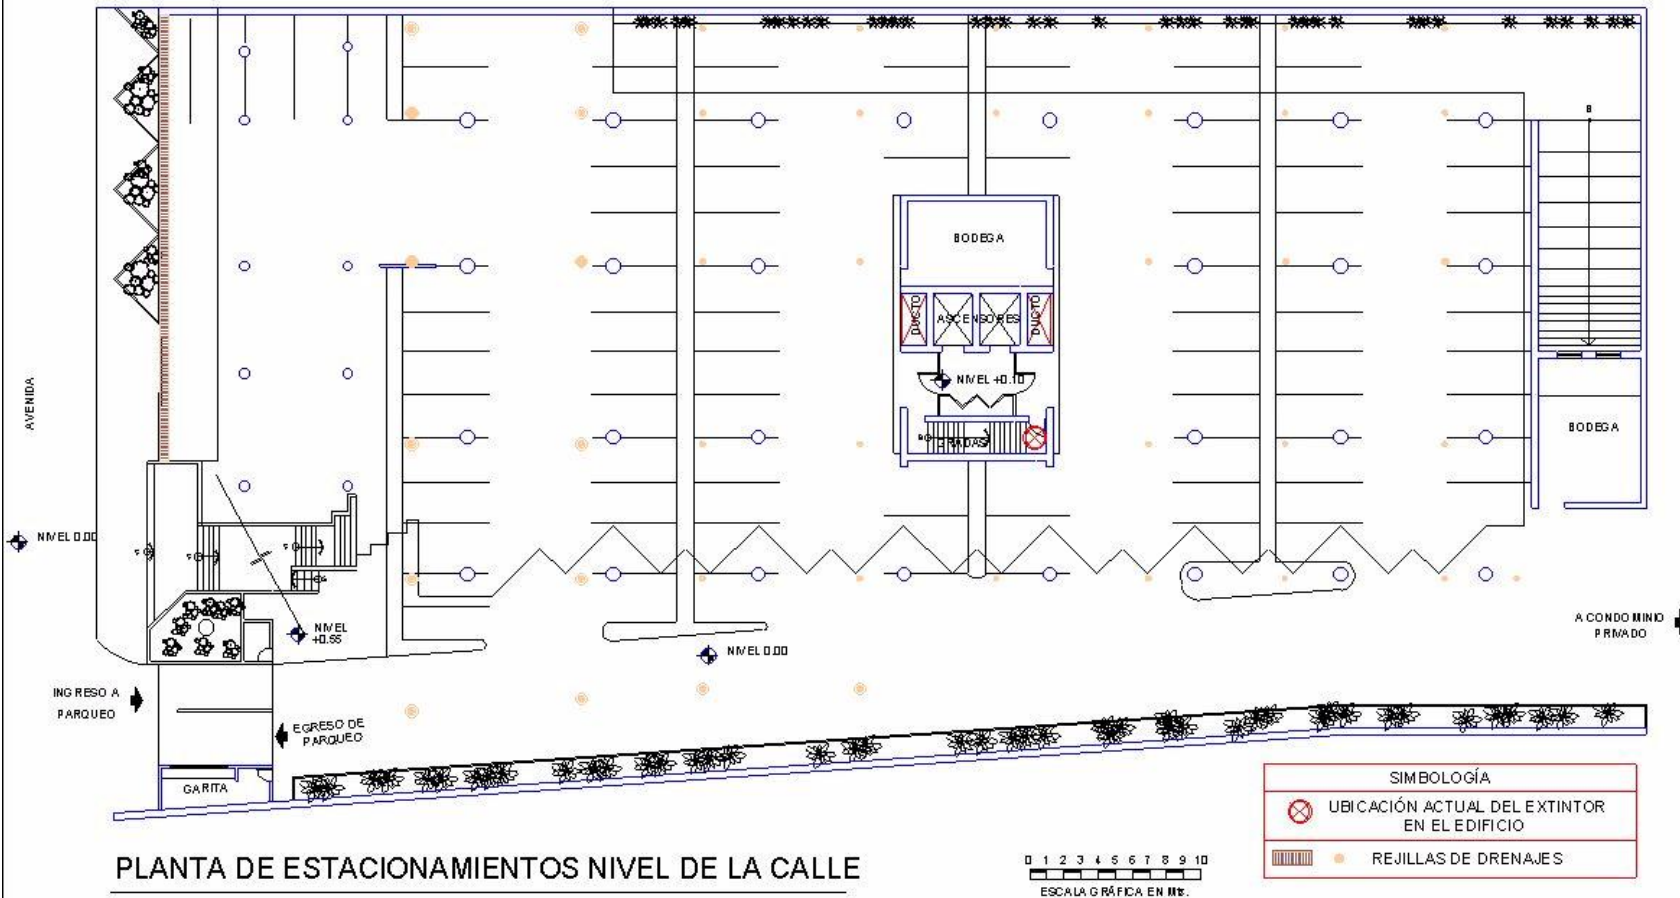 B
BODEGA
DUCTO
ASCENSORES
DUCTO
NIVEL +0.10
AVENIDA
GRADAS
BODEGA
NIVEL 0.00
NIVEL
+0.55
A CONDOMINIO
PRIVADO
NIVEL 0.00
INGRESO A
PARQUEO
EGRESO DE
PARQUEO
GARITA
SIMBOLOGÍA
UBICACIÓN ACTUAL DEL EXTINTOR
EN EL EDIFICIO
REJILLAS DE DRENAJES
PLANTA DE ESTACIONAMIENTOS NIVEL DE LA CALLE
0 1 2 3 4 5 6 7 8 9 10
ESCALA GRÁFICA EN Mts.